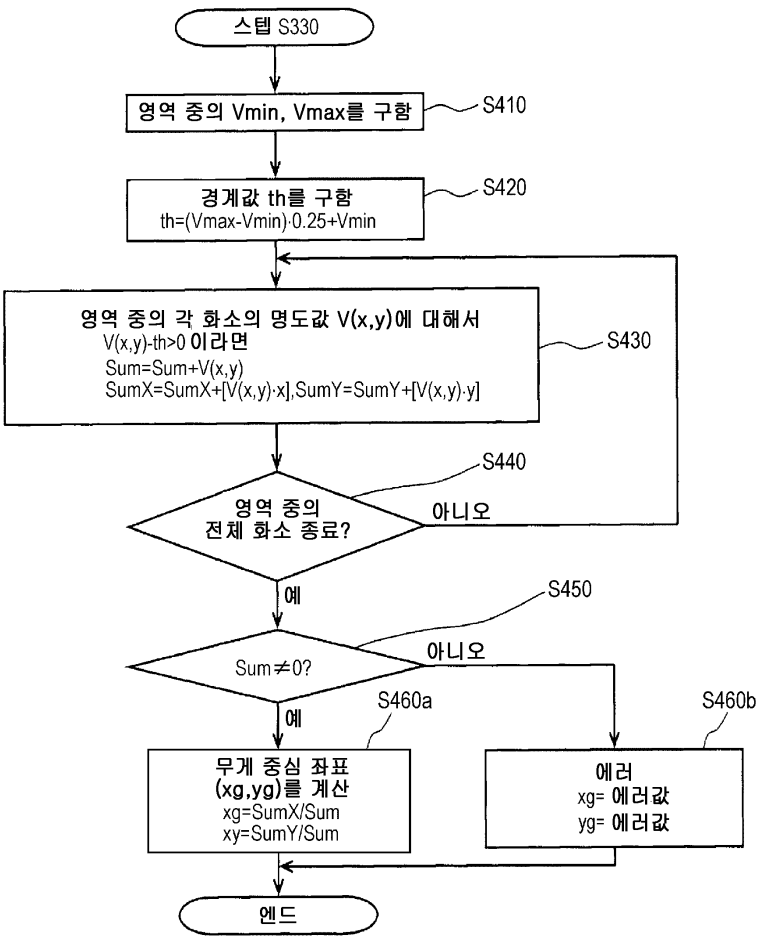 스텝 S330
영역 중의 Vmin, Vmax를 구함
S410
경계값 th를 구함
th=(Vmax-Vmin)·0.25+Vmin
S420
영역 중의 각 화소의 명도값 V(x,y)에 대해서
V(x,y)-th>0 이라면
Sum=Sum+V(x,y)
SumX=SumX+[V(x,y)·x],SumY=SumY+[V(x,y)·y]
S430
S440
영역 중의
전체 화소 종료?
아니오
예
S450
Sum≠0?
아니오
예
S460a
무게 중심 좌표
(xg,yg)를 계산
xg=SumX/Sum
xy=SumY/Sum
S460b
에러
xg= 에러값
yg= 에러값
엔드